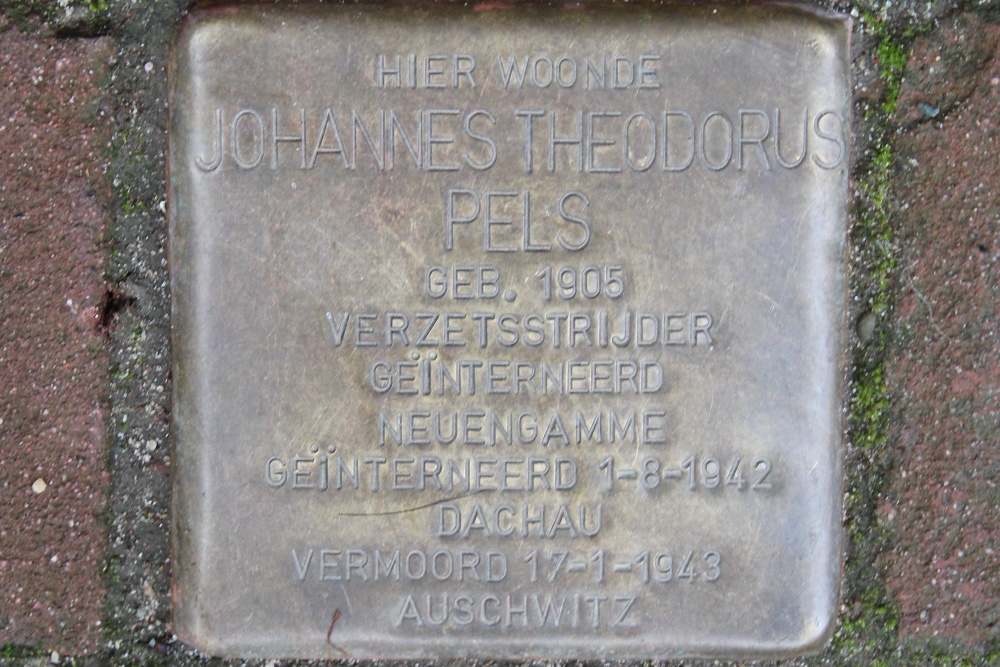 HIER WOONDE
JOHANNES THEODORUS
PELS
GEB. 1905
VERZETSSTRIJDER
GEÏNTERNEERD
NEUENGAMME
GEÏNTERNEERD 1-8-1942
DACHAU
VERMOORD 17-1-1943
AUSCHWITZ